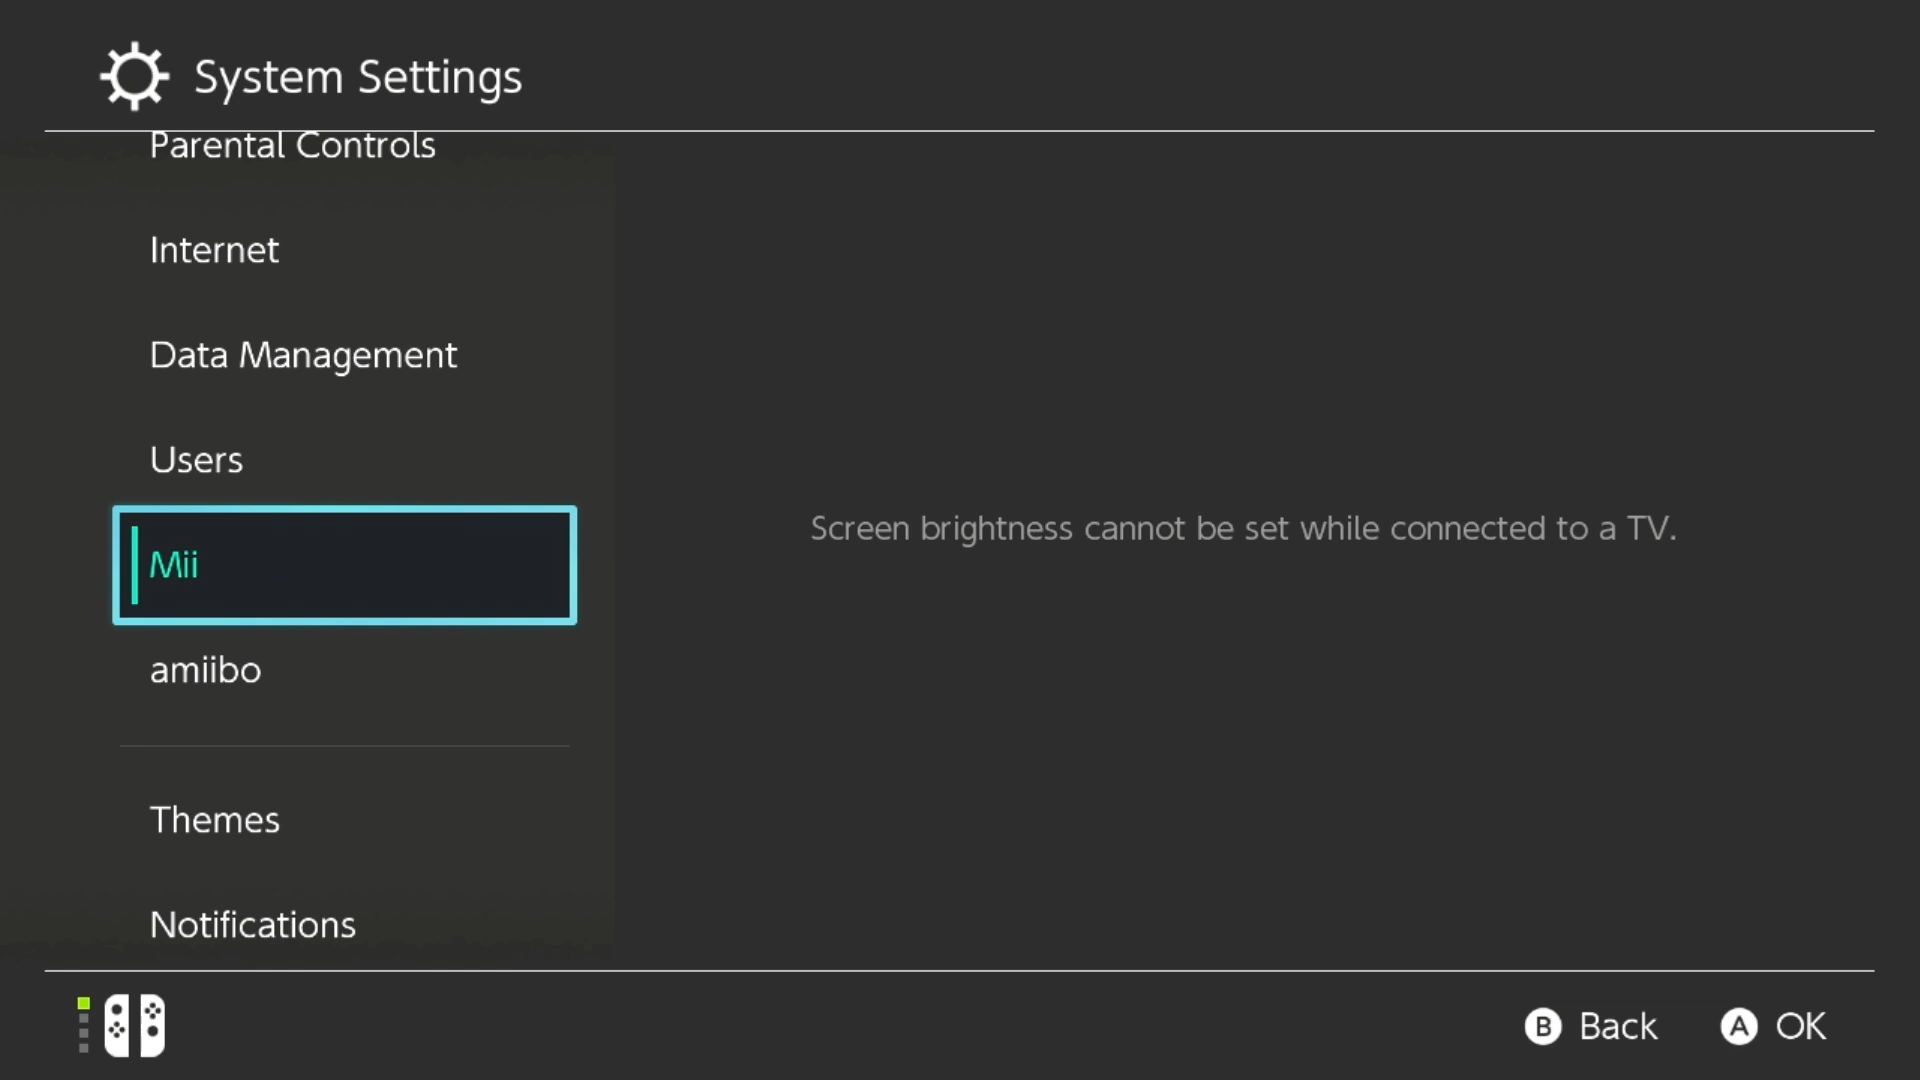 System Settings
Parental Controls
Internet
Data Management
Users
Mii
amiibo
Themes
Notifications
Screen brightness cannot be set while connected to a TV.
B Back
A OK